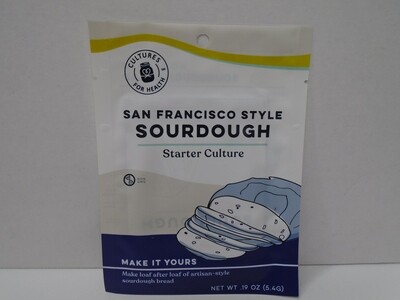 CULTURES
FOR HEALTH
SAN FRANCISCO STYLE
SOURDOUGH
Starter Culture
MAKE IT YOURS
Make loaf after loaf of artisan-style
sourdough bread
NET WT .19 OZ (5.4G)